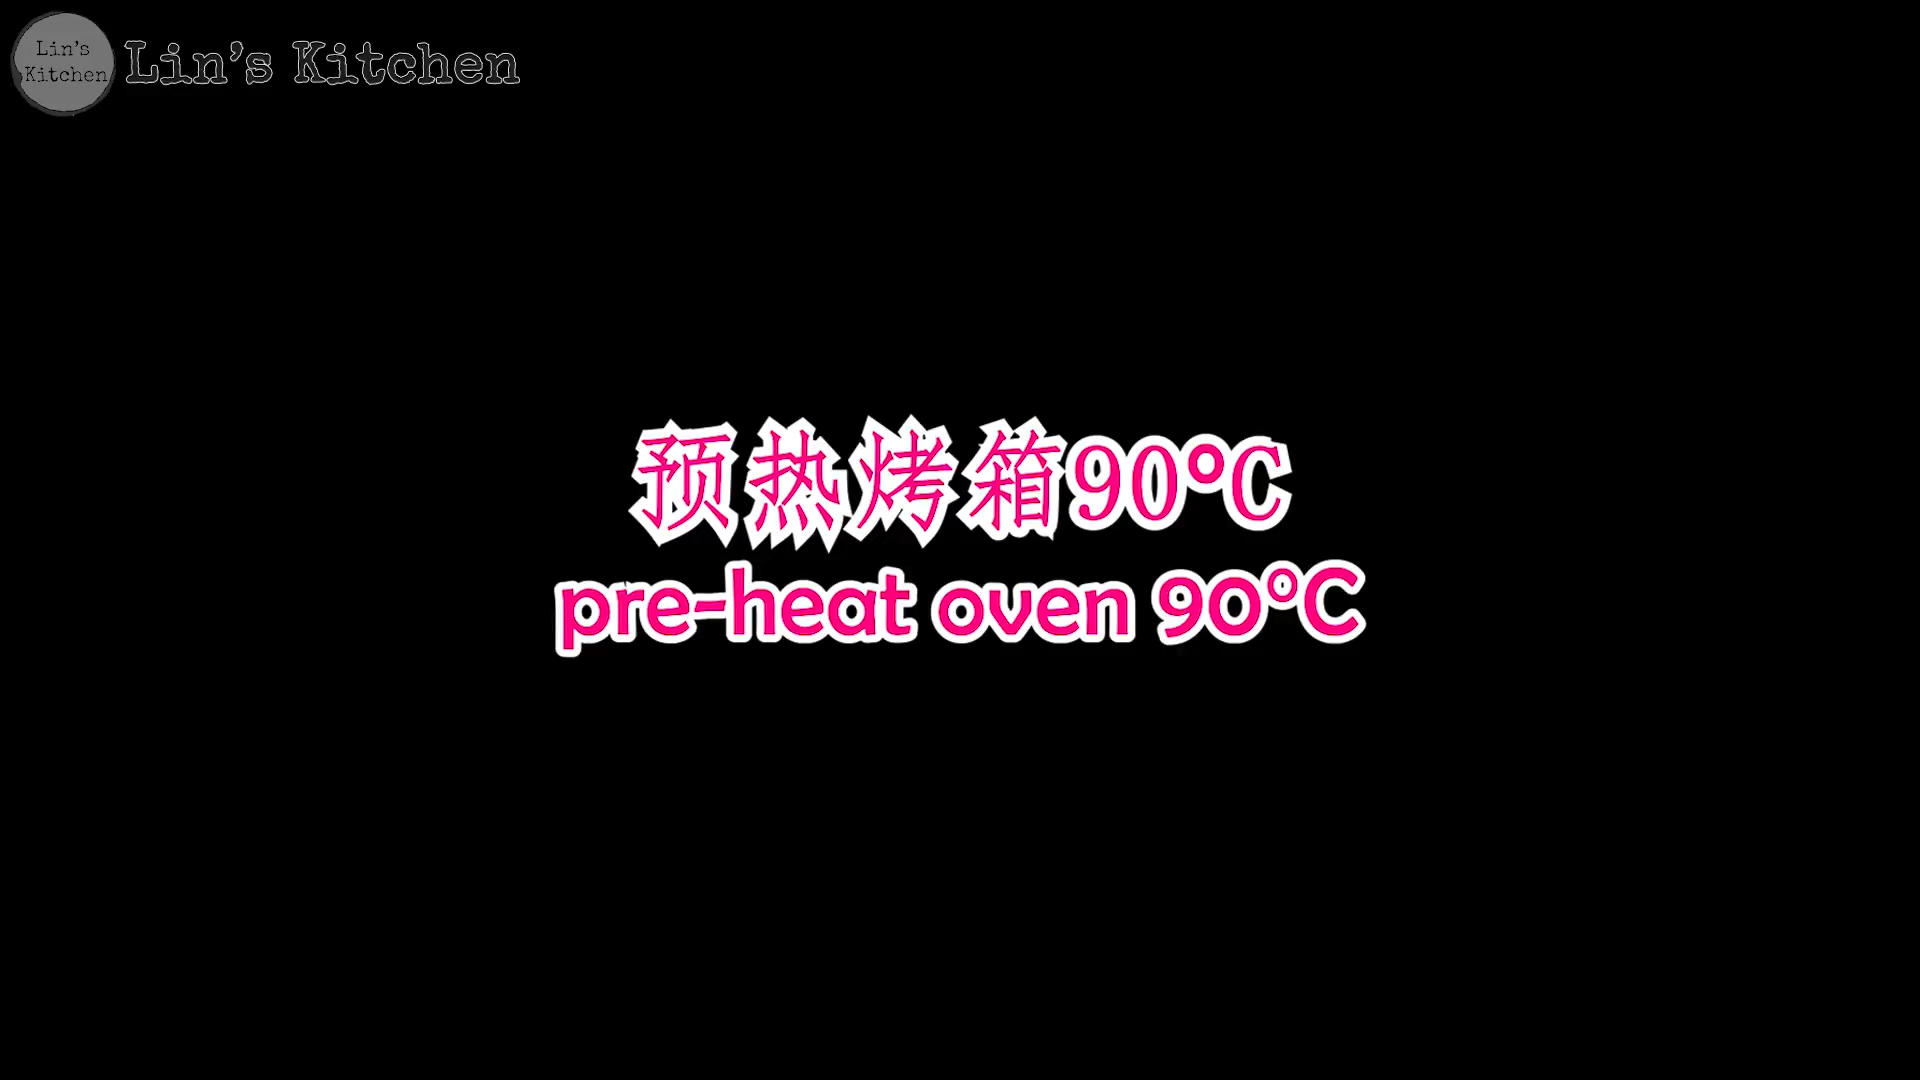 Lin's
Kitchen
Lin's Kitchen
预热烤箱90°C
pre-heat oven 90°C